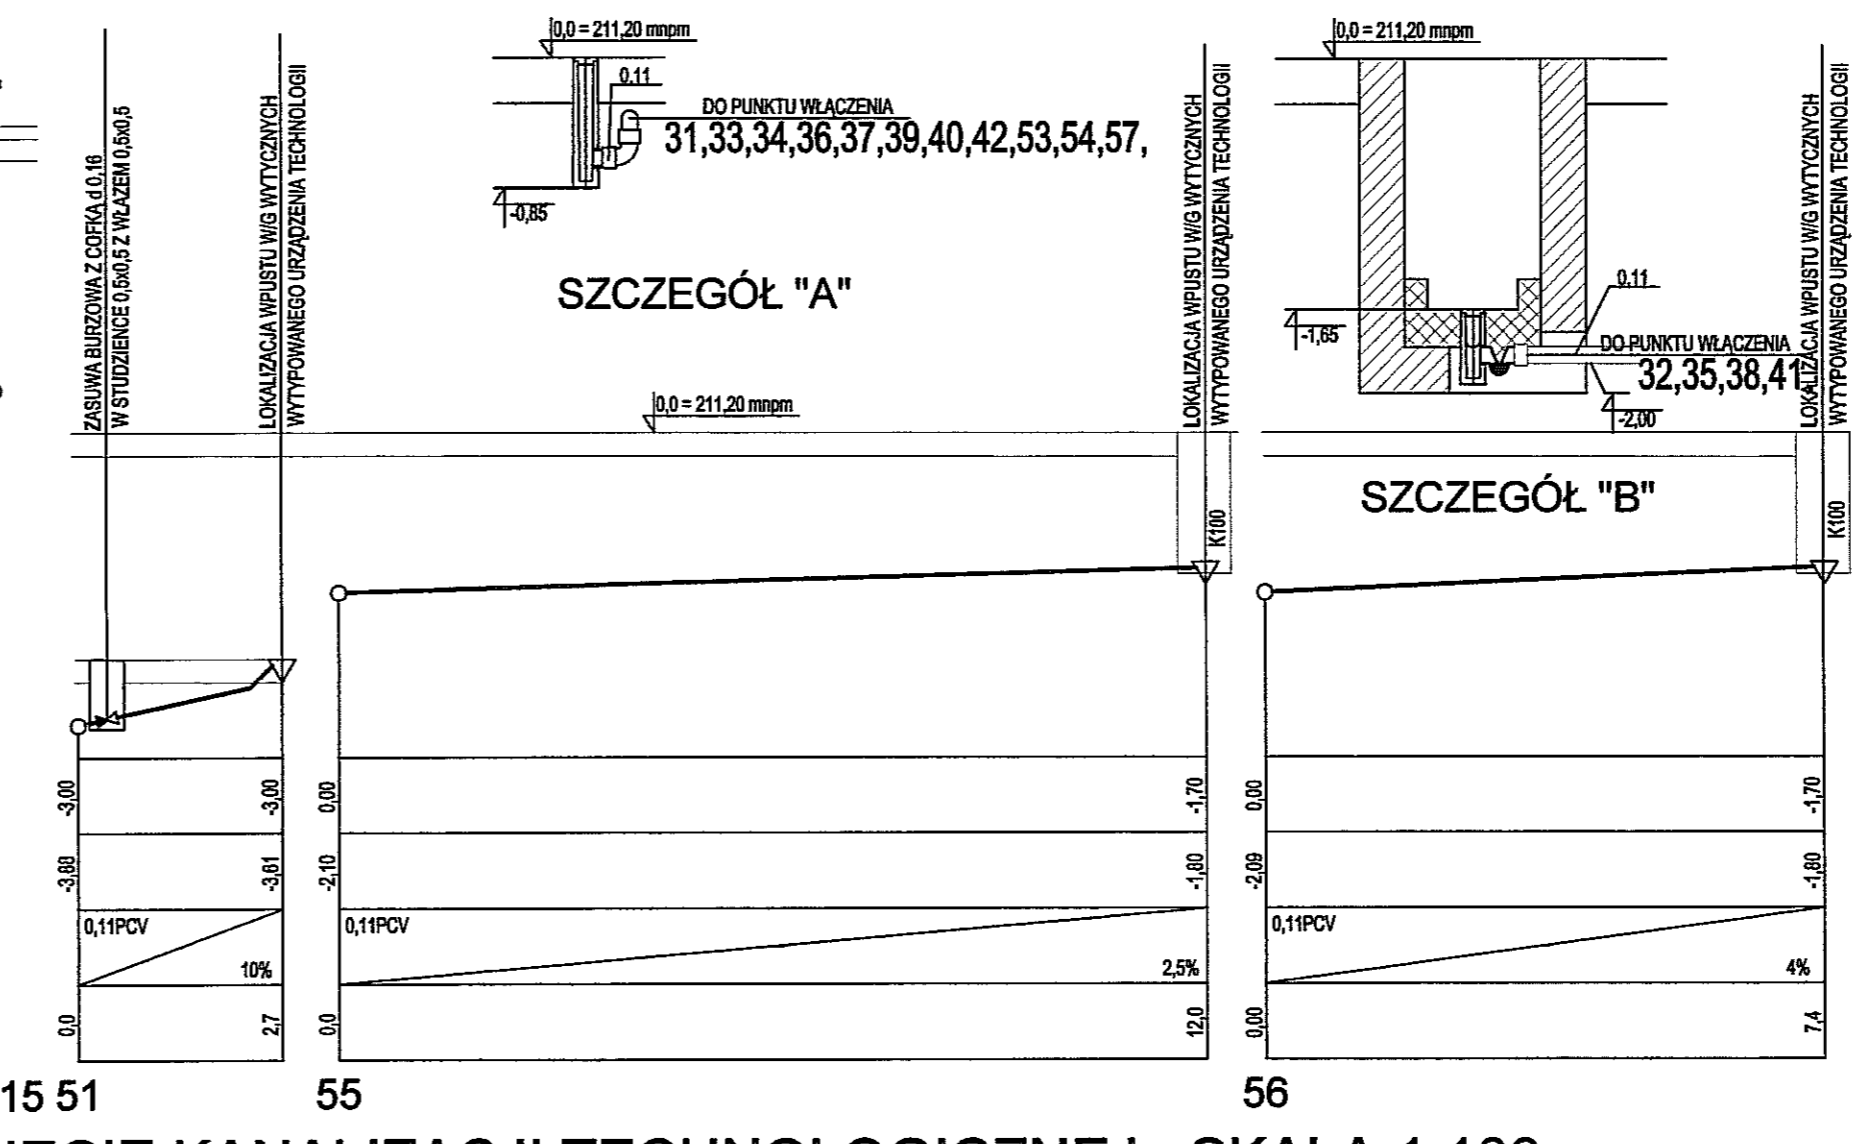 0,0 = 211,20 mnpm
0.11
DO PUNKTU WŁĄCZENIA
31,33,34,36,37,39,40,42,53,54,57,
-0,85
SZCZEGÓŁ "A"
0,0 = 211,20 mnpm
0.11
-1,65
DO PUNKTU WŁĄCZENIA
32,35,38,41
-2,00
SZCZEGÓŁ "B"
ZASUWA BURZOWA Z COFKĄ d 0,16
W STUDZIENCE 0,5x0,5 Z WŁAZEM 0,5x0,5
LOKALIZACJA WPUSTU W/G WYTYCZNYCH
WYTYPOWANEGO URZĄDZENIA TECHNOLOGII
0,0 = 211,20 mnpm
LOKALIZACJA WPUSTU W/G WYTYCZNYCH
WYTYPOWANEGO URZĄDZENIA TECHNOLOGII
K100
LOKALIZACJA WPUSTU W/G WYTYCZNYCH
WYTYPOWANEGO URZĄDZENIA TECHNOLOGII
K100
-3,00 -3,00
-3,88 -3,61
0,11PCV
10%
0,0 2,7
0,00 -1,70
-2,10 -1,80
0,11PCV
2,5%
0,0 12,0
0,00 -1,70
-2,09 -1,80
0,11PCV
4%
0,00 7,4
15 51 55 56
KANALIZACJI TECHNOLOGICZNEJ